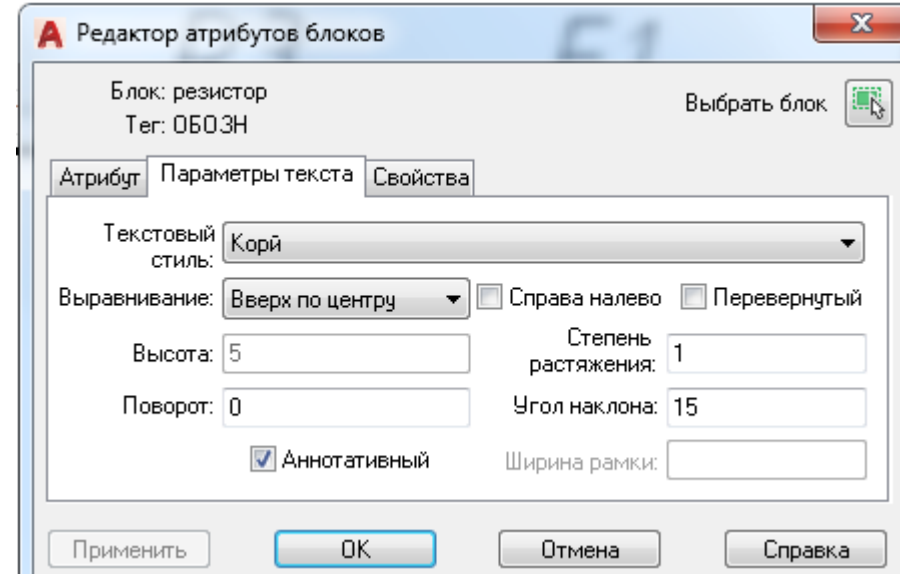 Редактор атрибутов блоков
Блок: резистор
Тег: ОБОЗН
Выбрать блок
Атрибут Параметры текста Свойства
Текстовый стиль: Корй
Выравнивание: Вверх по центру Справа налево Перевернутый
Высота: 5 Степень растяжения: 1
Поворот: 0 Угол наклона: 15
Аннотативный Ширина рамки:
Применить OK Отмена Справка